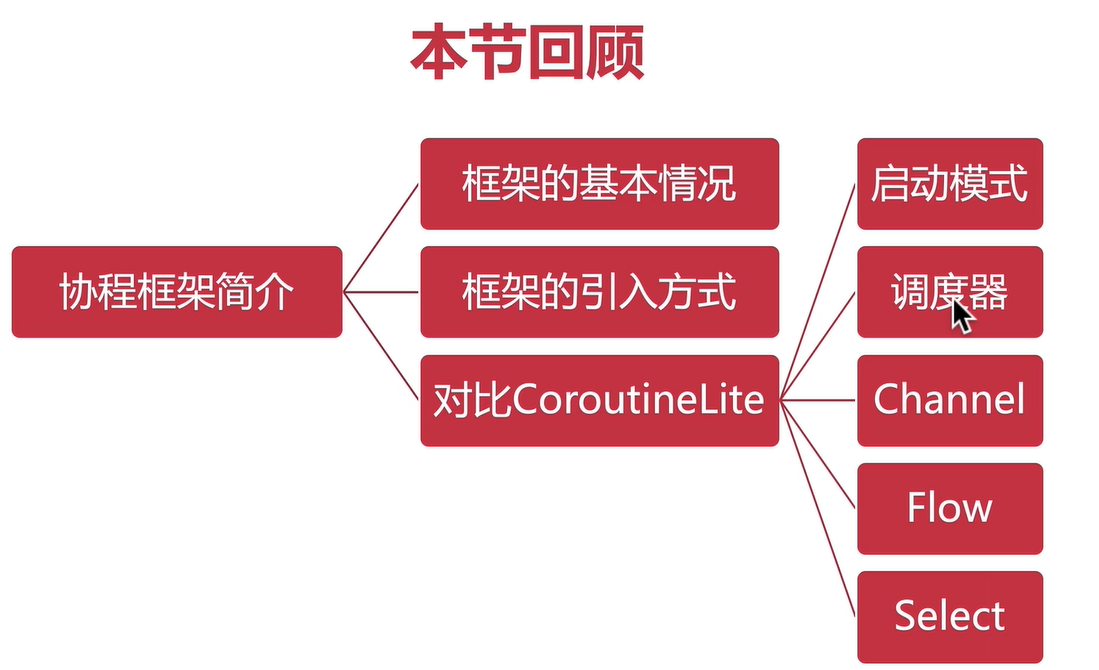 本节回顾
协程框架简介
框架的基本情况
框架的引入方式
对比CoroutineLite
启动模式
调度器
Channel
Flow
Select